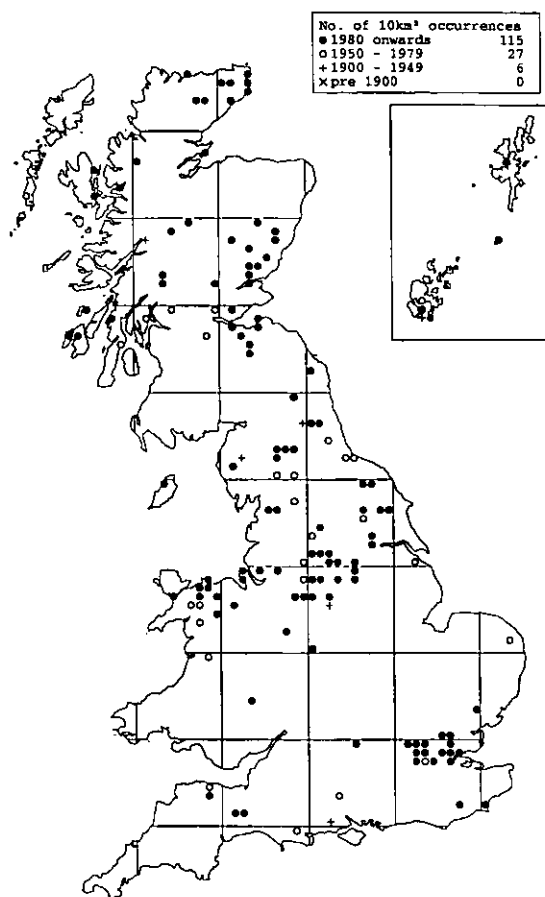 No. of 10km² occurrences
● 1980 onwards 115
○ 1950 - 1979 27
+ 1900 - 1949 6
× pre 1900 0